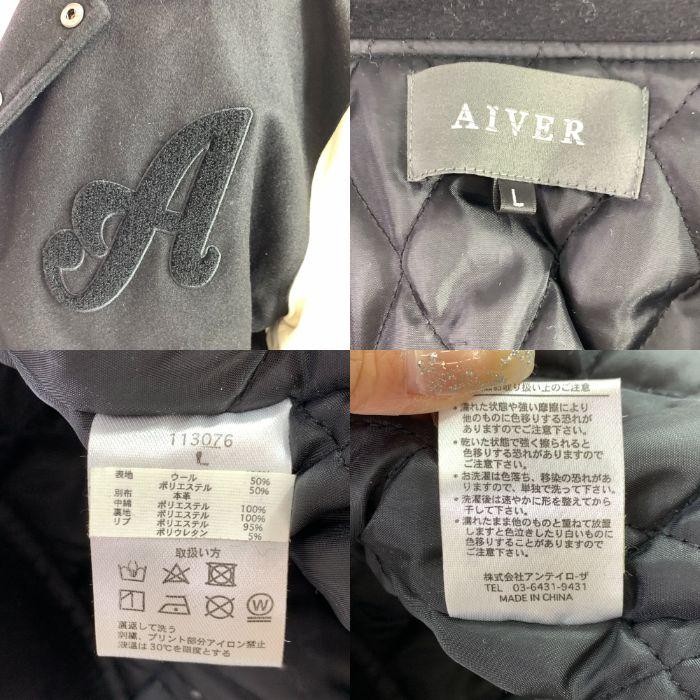 A
AIVER
L
113076
L
表地 ウール 50%
ポリエステル 50%
別布 本革
中綿 ポリエステル 100%
裏地 ポリエステル 100%
リブ ポリエステル 95%
ポリウレタン 5%
取扱い方
W
裏返して洗う
刺繍、プリント部分アイロン禁止
液温は30℃を限度とする
お取り扱い上のご注意
・濡れた状態や強い摩擦により
他のものに色移りする恐れが
ありますのでご注意下さい。
・乾いた状態で強く擦られると
色移りする恐れがありますので
ご注意下さい。
・お洗濯は色落ち、移染の恐れがあり
ますので、単独で洗って下さい。
・洗濯後は速やかに形を整えてから
干して下さい。
・濡れたまま他のものと重ねて放置
しますと色泣きしたり白いものに
色移りすることがありますので
ご注意下さい。
株式会社アンティローザ
TEL 03-6431-9431
MADE IN CHINA